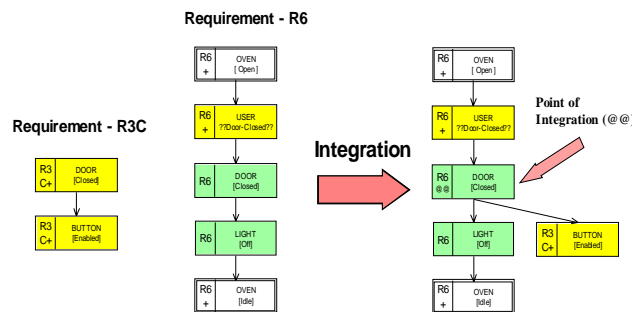 Requirement - R6
Requirement - R3C
R3
C+
DOOR
[Closed]
R3
C+
BUTTON
[Enabled]
R6
+
OVEN
[ Open]
R6
+
USER
??Door-Closed??
R6
DOOR
[Closed]
R6
LIGHT
[Off]
R6
+
OVEN
[Idle]
Integration
R6
+
OVEN
[ Open]
R6
+
USER
??Door-Closed??
R6
@@
DOOR
[Closed]
R6
LIGHT
[Off]
R3
C+
BUTTON
[Enabled]
R6
+
OVEN
[Idle]
Point of
Integration (@@)